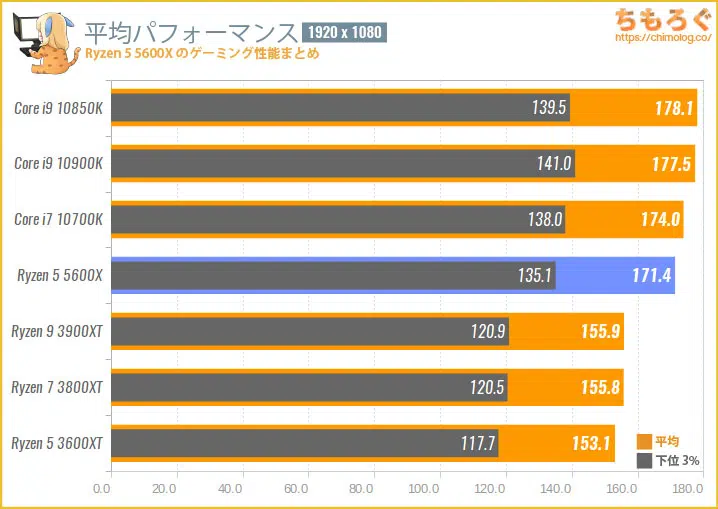 平均パフォーマンス 1920 x 1080
Ryzen 5 5600X のゲーミング性能まとめ
ちもろぐ
https://chimolog.co/
Core i9 10850K 139.5 178.1
Core i9 10900K 141.0 177.5
Core i7 10700K 138.0 174.0
Ryzen 5 5600X 135.1 171.4
Ryzen 9 3900XT 120.9 155.9
Ryzen 7 3800XT 120.5 155.8
Ryzen 5 3600XT 117.7 153.1
平均
下位 3%
0.0 20.0 40.0 60.0 80.0 100.0 120.0 140.0 160.0 180.0